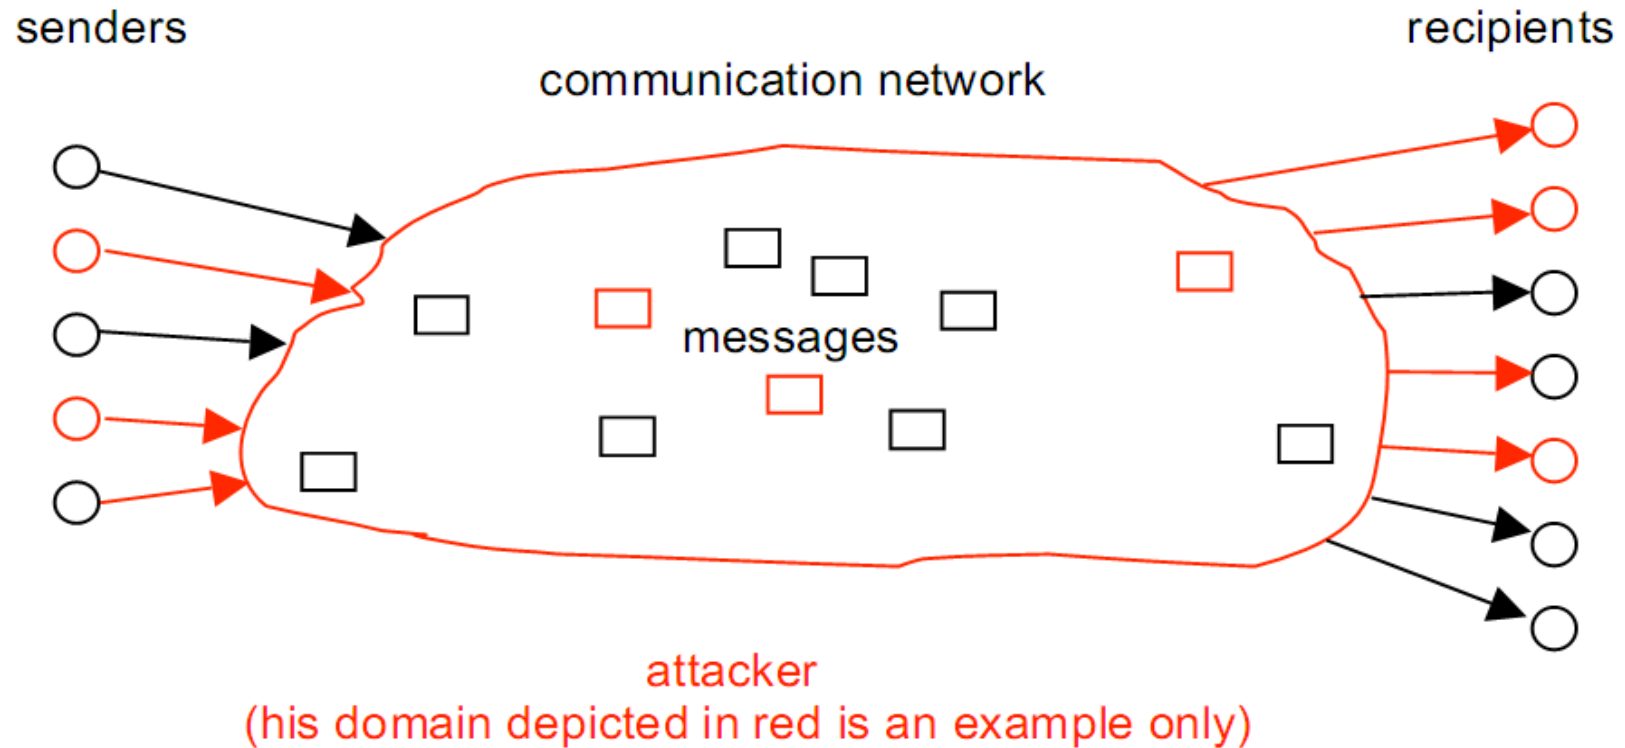 senders
recipients
communication network
messages
attacker
(his domain depicted in red is an example only)